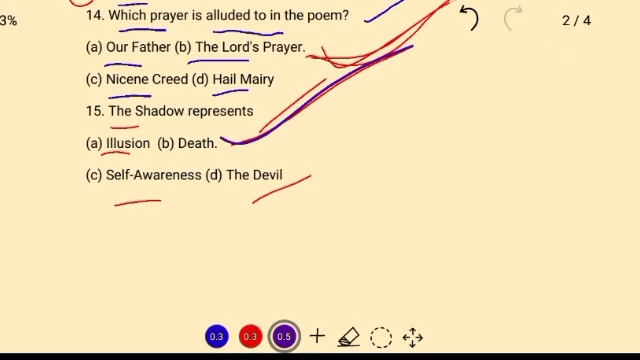 3%
2 / 4
14. Which prayer is alluded to in the poem?
(a) Our Father (b) The Lord's Prayer.
(c) Nicene Creed (d) Hail Mairy
15. The Shadow represents
(a) Illusion (b) Death.
(c) Self-Awareness (d) The Devil
0.3 0.3 0.5